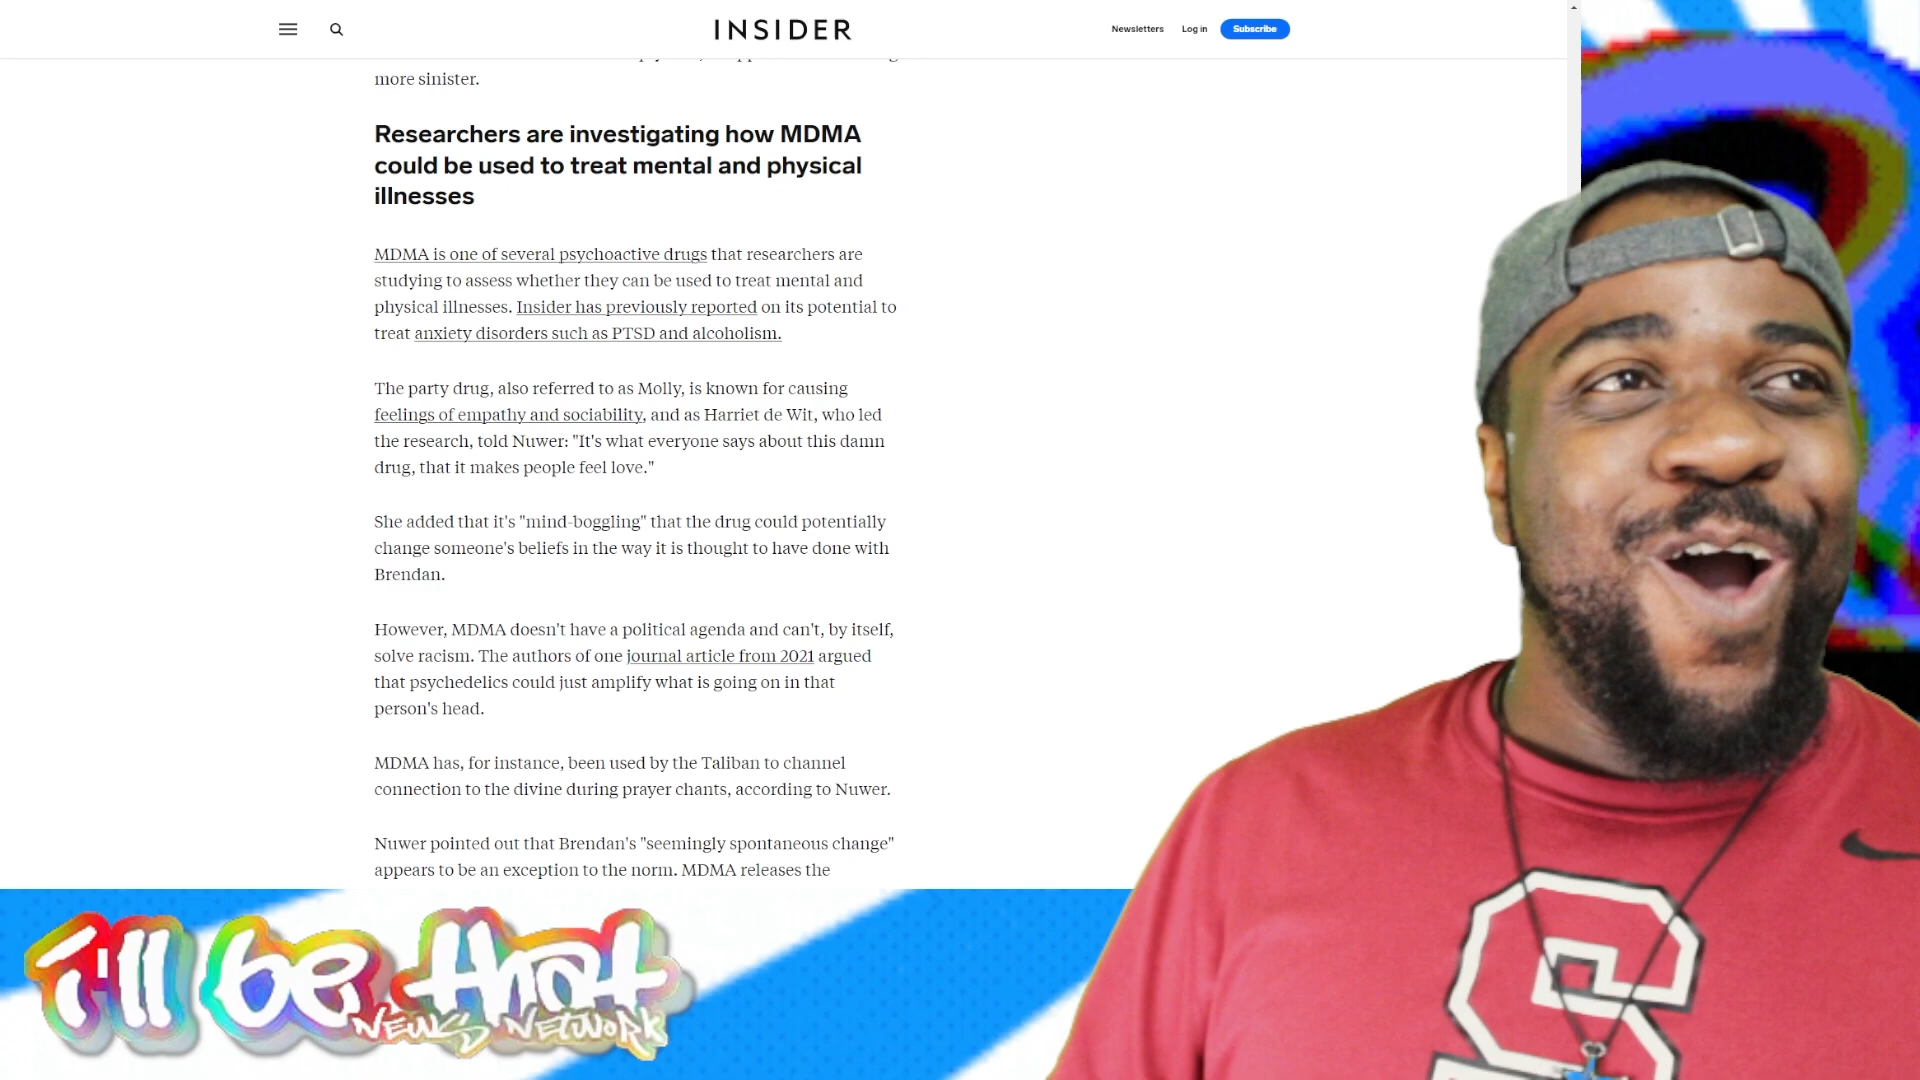 INSIDER
Newsletters Log in Subscribe
more sinister.
Researchers are investigating how MDMA
could be used to treat mental and physical
illnesses
MDMA is one of several psychoactive drugs that researchers are
studying to assess whether they can be used to treat mental and
physical illnesses. Insider has previously reported on its potential to
treat anxiety disorders such as PTSD and alcoholism.
The party drug, also referred to as Molly, is known for causing
feelings of empathy and sociability, and as Harriet de Wit, who led
the research, told Nuwer: "It's what everyone says about this damn
drug, that it makes people feel love."
She added that it's "mind-boggling" that the drug could potentially
change someone's beliefs in the way it is thought to have done with
Brendan.
However, MDMA doesn't have a political agenda and can't, by itself,
solve racism. The authors of one journal article from 2021 argued
that psychedelics could just amplify what is going on in that
person's head.
MDMA has, for instance, been used by the Taliban to channel
connection to the divine during prayer chants, according to Nuwer.
Nuwer pointed out that Brendan's "seemingly spontaneous change"
appears to be an exception to the norm. MDMA releases the
i'll be that
NEWS NETWORK
S